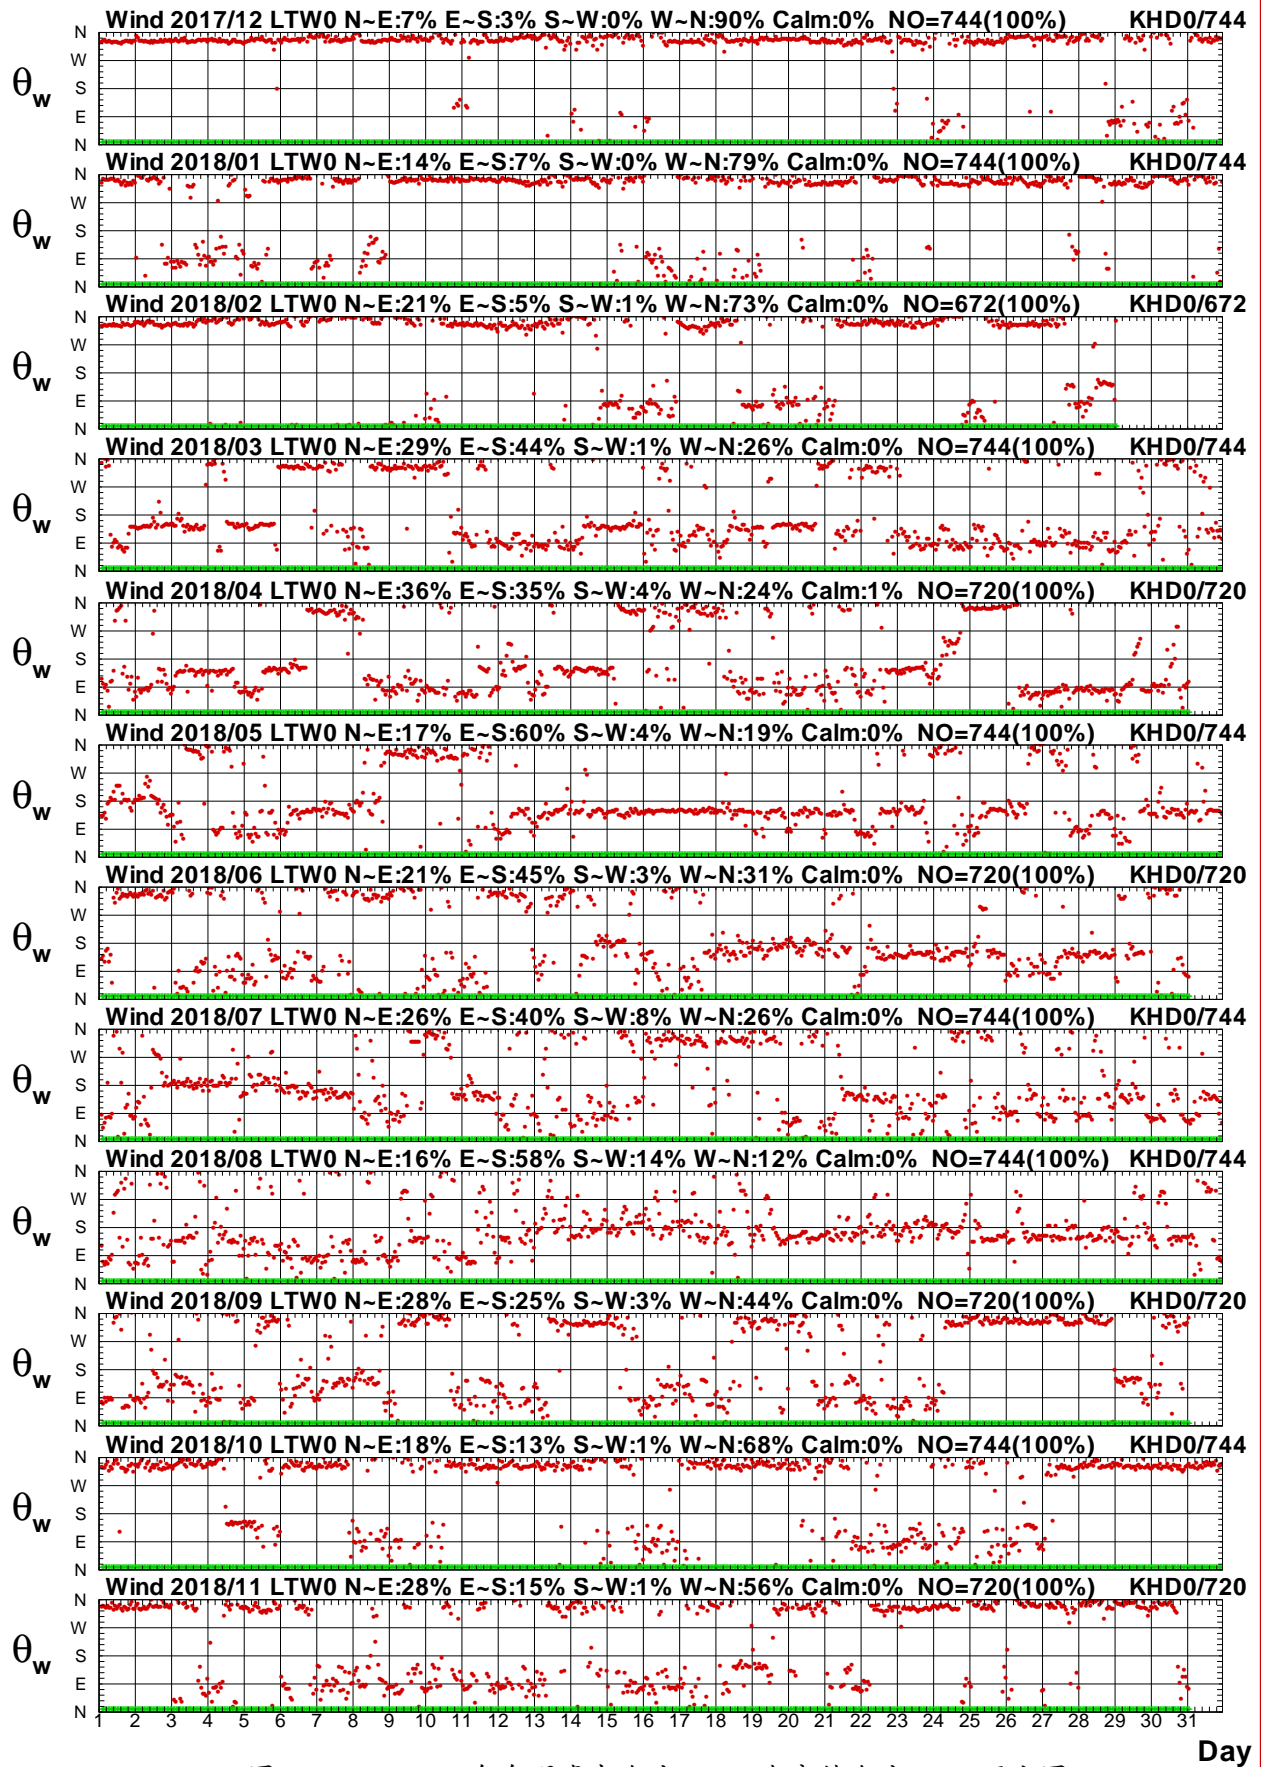 Wind 2017/12 LTW0 N~E:7% E~S:3% S~W:0% W~N:90% Calm:0% NO=744(100%) KHD0/744
N
W
S
E
N
θw
Wind 2018/01 LTW0 N~E:14% E~S:7% S~W:0% W~N:79% Calm:0% NO=744(100%) KHD0/744
N
W
S
E
N
θw
Wind 2018/02 LTW0 N~E:21% E~S:5% S~W:1% W~N:73% Calm:0% NO=672(100%) KHD0/672
N
W
S
E
N
θw
Wind 2018/03 LTW0 N~E:29% E~S:44% S~W:1% W~N:26% Calm:0% NO=744(100%) KHD0/744
N
W
S
E
N
θw
Wind 2018/04 LTW0 N~E:36% E~S:35% S~W:4% W~N:24% Calm:1% NO=720(100%) KHD0/720
N
W
S
E
N
θw
Wind 2018/05 LTW0 N~E:17% E~S:60% S~W:4% W~N:19% Calm:0% NO=744(100%) KHD0/744
N
W
S
E
N
θw
Wind 2018/06 LTW0 N~E:21% E~S:45% S~W:3% W~N:31% Calm:0% NO=720(100%) KHD0/720
N
W
S
E
N
θw
Wind 2018/07 LTW0 N~E:26% E~S:40% S~W:8% W~N:26% Calm:0% NO=744(100%) KHD0/744
N
W
S
E
N
θw
Wind 2018/08 LTW0 N~E:16% E~S:58% S~W:14% W~N:12% Calm:0% NO=744(100%) KHD0/744
N
W
S
E
N
θw
Wind 2018/09 LTW0 N~E:28% E~S:25% S~W:3% W~N:44% Calm:0% NO=720(100%) KHD0/720
N
W
S
E
N
θw
Wind 2018/10 LTW0 N~E:18% E~S:13% S~W:1% W~N:68% Calm:0% NO=744(100%) KHD0/744
N
W
S
E
N
θw
Wind 2018/11 LTW0 N~E:28% E~S:15% S~W:1% W~N:56% Calm:0% NO=720(100%) KHD0/720
N
W
S
E
N
θw
1 2 3 4 5 6 7 8 9 10 11 12 13 14 15 16 17 18 19 20 21 22 23 24 25 26 27 28 29 30 31
Day